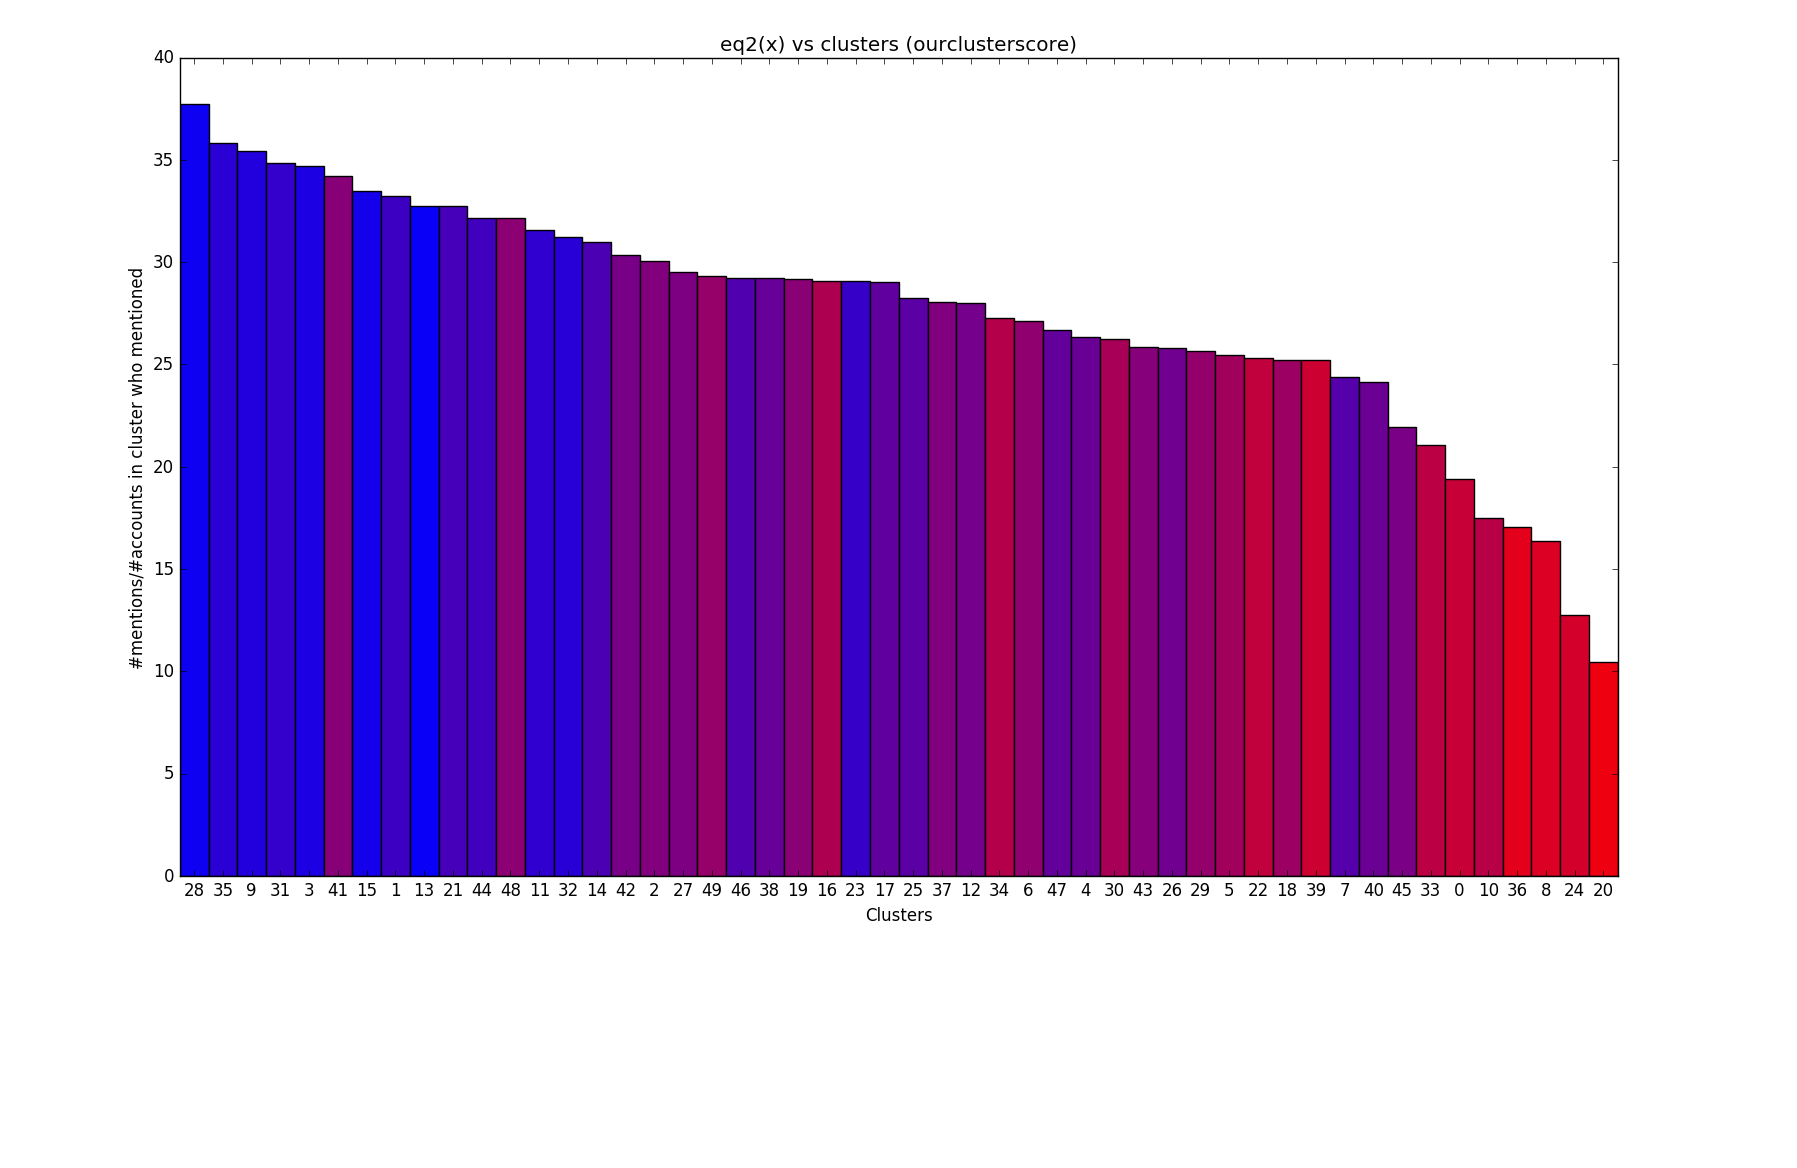 eq2(x) vs clusters (ourclusterscore)
40
35
30
25
20
15
10
5
0
#mentions/#accounts in cluster who mentioned
28 35 9 31 3 41 15 1 13 21 44 48 11 32 14 42 2 27 49 46 38 19 16 23 17 25 37 12 34 6 47 4 30 43 26 29 5 22 18 39 7 40 45 33 0 10 36 8 24 20
Clusters